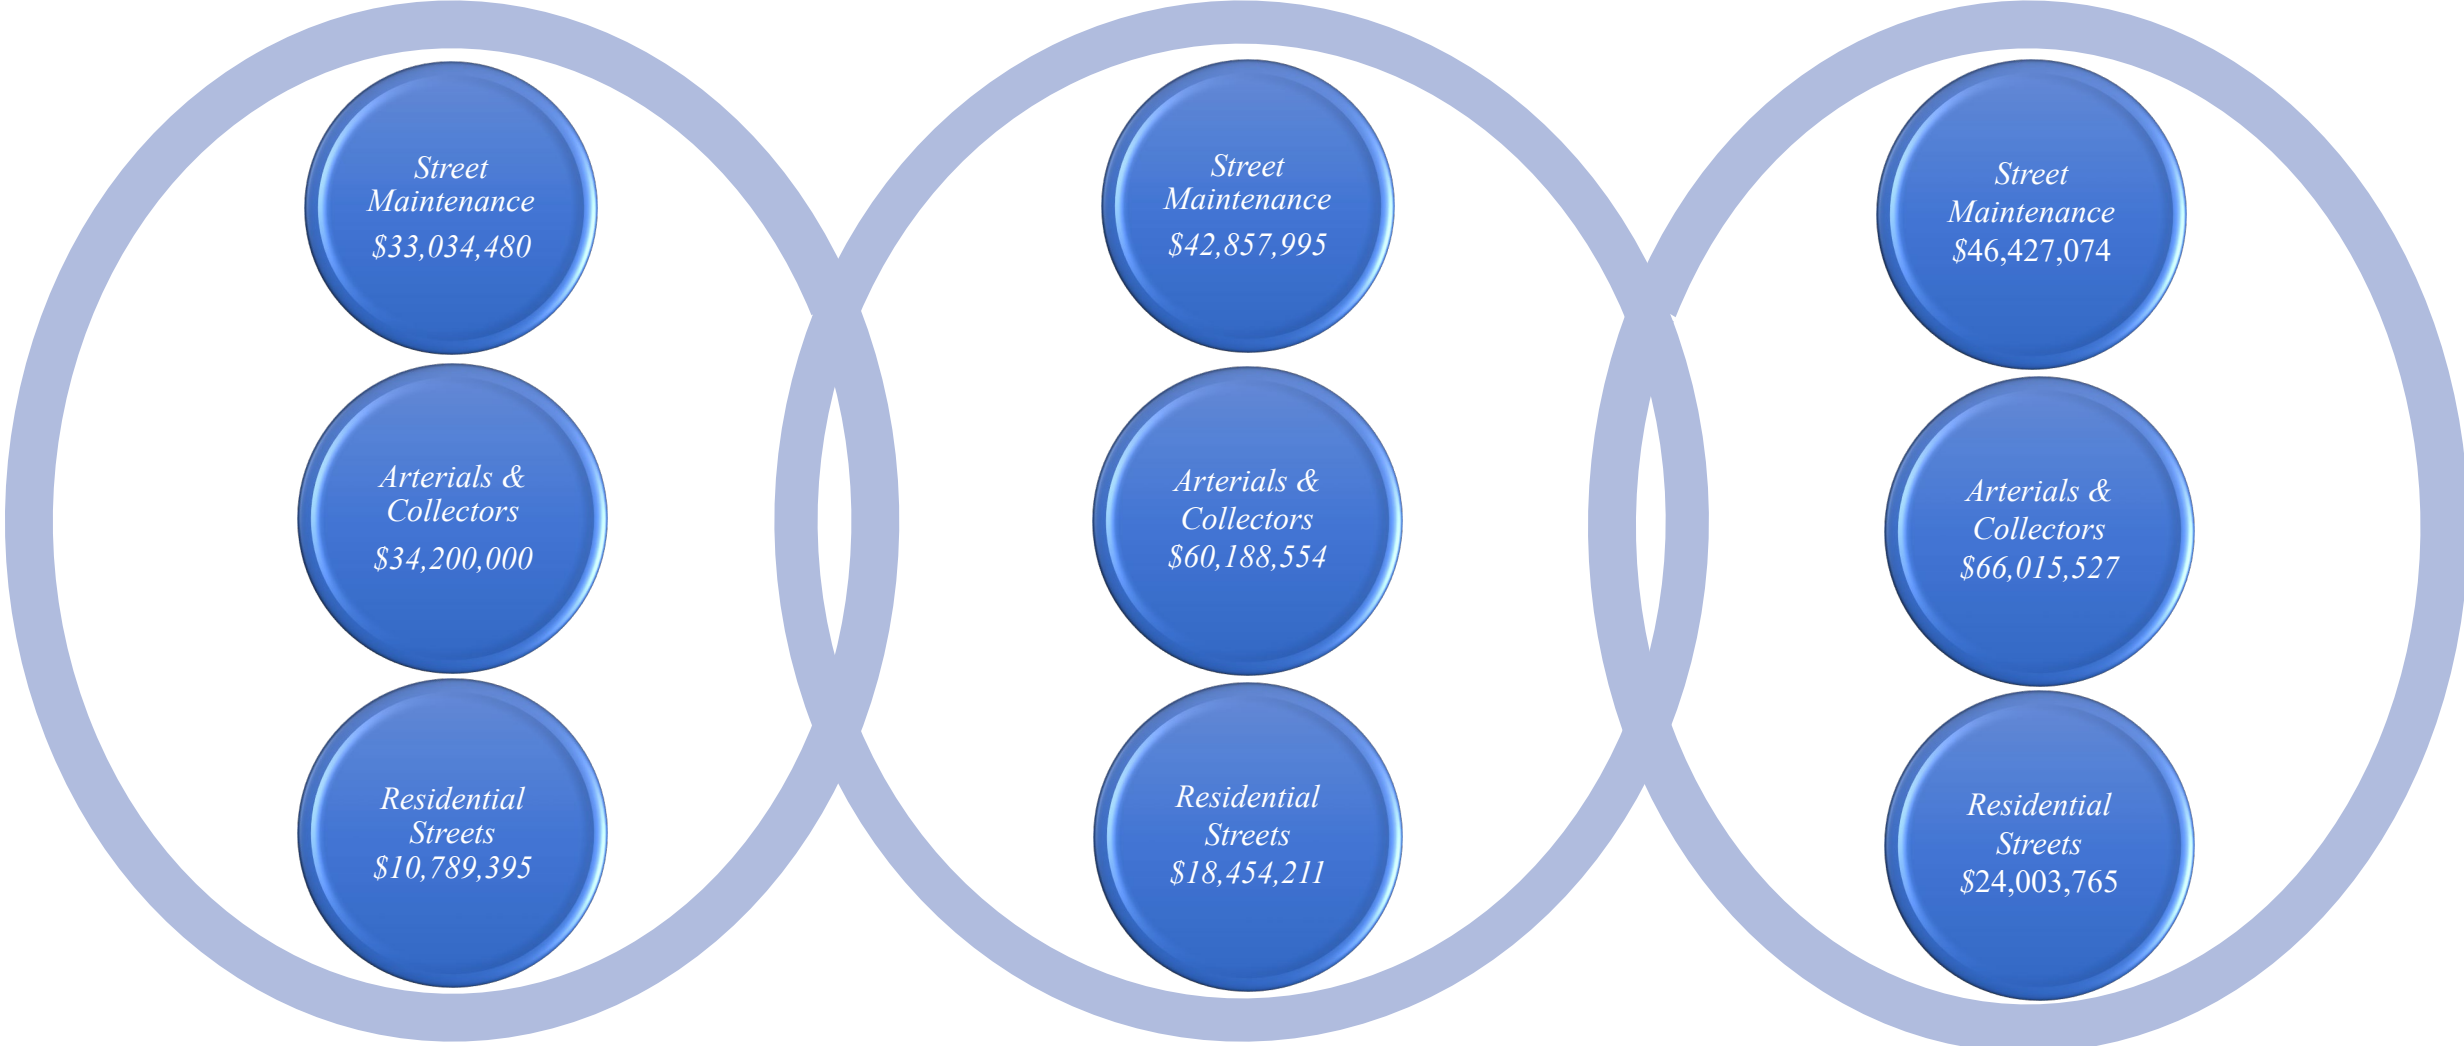 Street
Maintenance
$33,034,480
Arterials &
Collectors
$34,200,000
Residential
Streets
$10,789,395
Street
Maintenance
$42,857,995
Arterials &
Collectors
$60,188,554
Residential
Streets
$18,454,211
Street
Maintenance
$46,427,074
Arterials &
Collectors
$66,015,527
Residential
Streets
$24,003,765